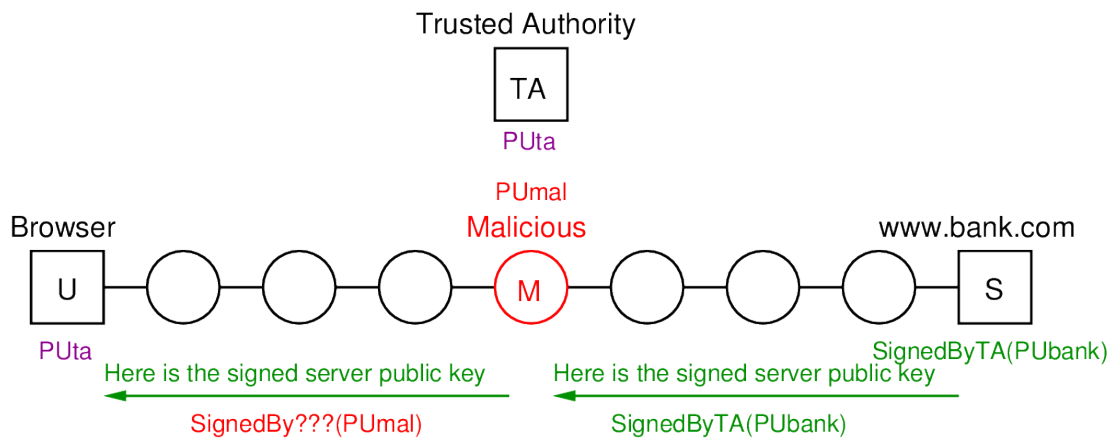 Trusted Authority
TA
PUta
PUmal
Browser
Malicious
www.bank.com
U
M
S
PUta
SignedByTA(PUbank)
Here is the signed server public key
Here is the signed server public key
SignedBy???(PUmal)
SignedByTA(PUbank)